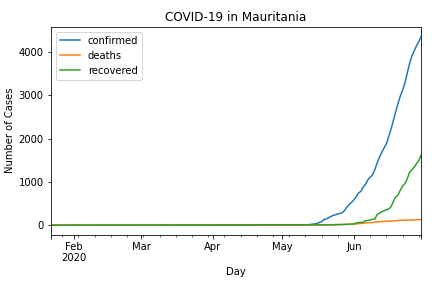 COVID-19 in Mauritania
confirmed
deaths
recovered
Number of Cases
4000
3000
2000
1000
0
Feb Mar Apr May Jun
2020
Day